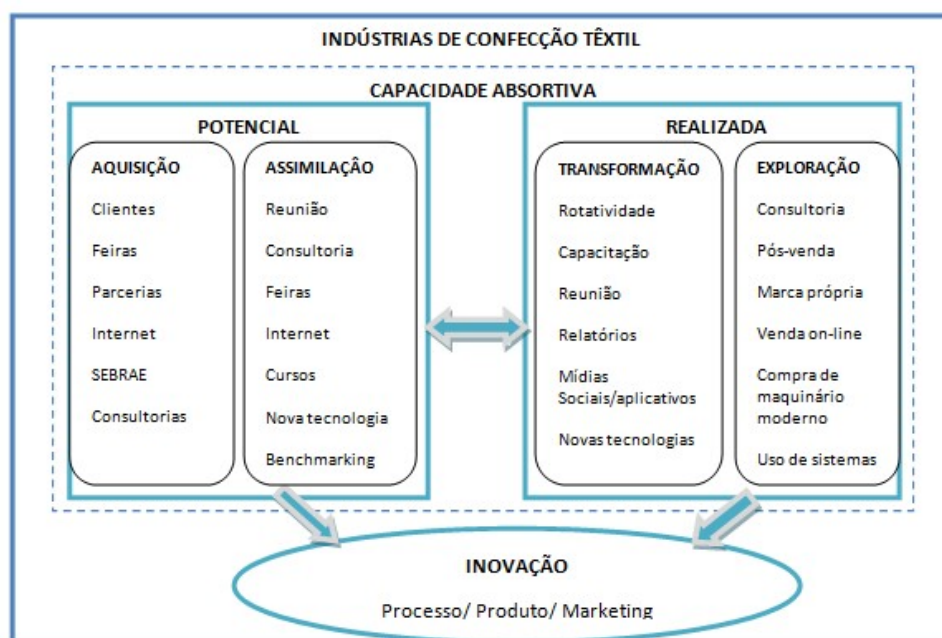 INDÚSTRIAS DE CONFECÇÃO TÊXTIL
CAPACIDADE ABSORTIVA
POTENCIAL
AQUISIÇÃO
Clientes
Feiras
Parcerias
Internet
SEBRAE
Consultorias
ASSIMILAÇÂO
Reunião
Consultoria
Feiras
Internet
Cursos
Nova tecnologia
Benchmarking
REALIZADA
TRANSFORMAÇÃO
Rotatividade
Capacitação
Reunião
Relatórios
Mídias
Sociais/aplicativos
Novas tecnologias
EXPLORAÇÃO
Consultoria
Pós-venda
Marca própria
Venda on-line
Compra de
maquinário
moderno
Uso de sistemas
INOVAÇÃO
Processo/ Produto/ Marketing